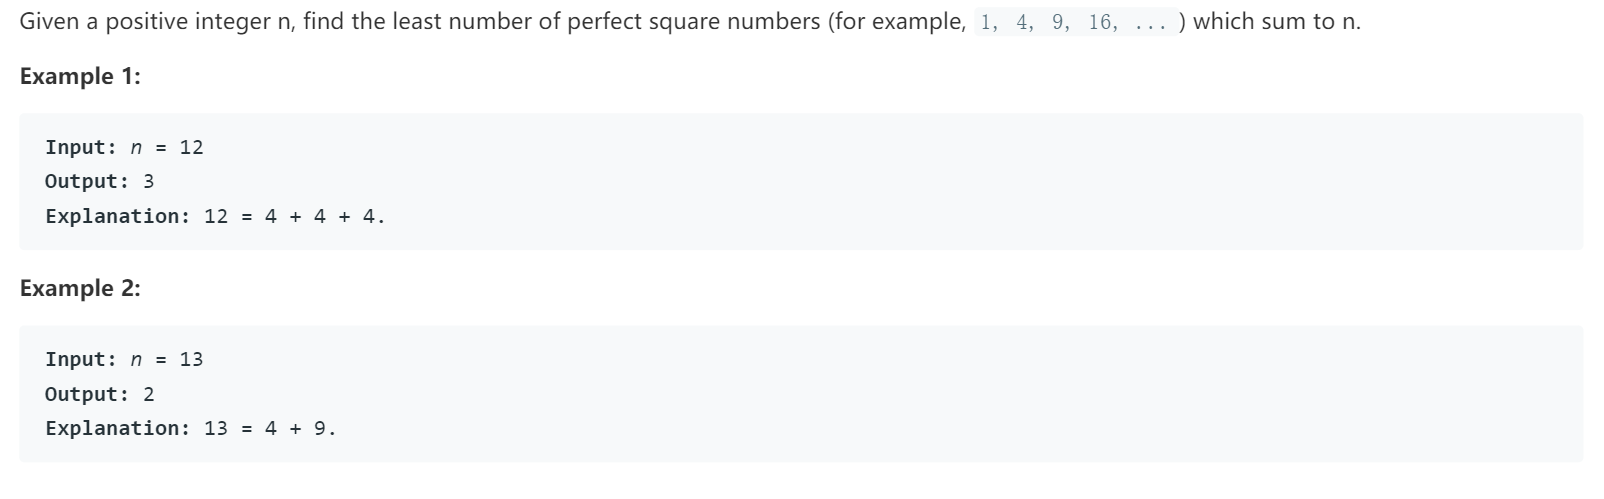 Given a positive integer n, find the least number of perfect square numbers (for example, 1, 4, 9, 16, ... ) which sum to n.
Example 1:
Input: n = 12
Output: 3
Explanation: 12 = 4 + 4 + 4.
Example 2:
Input: n = 13
Output: 2
Explanation: 13 = 4 + 9.